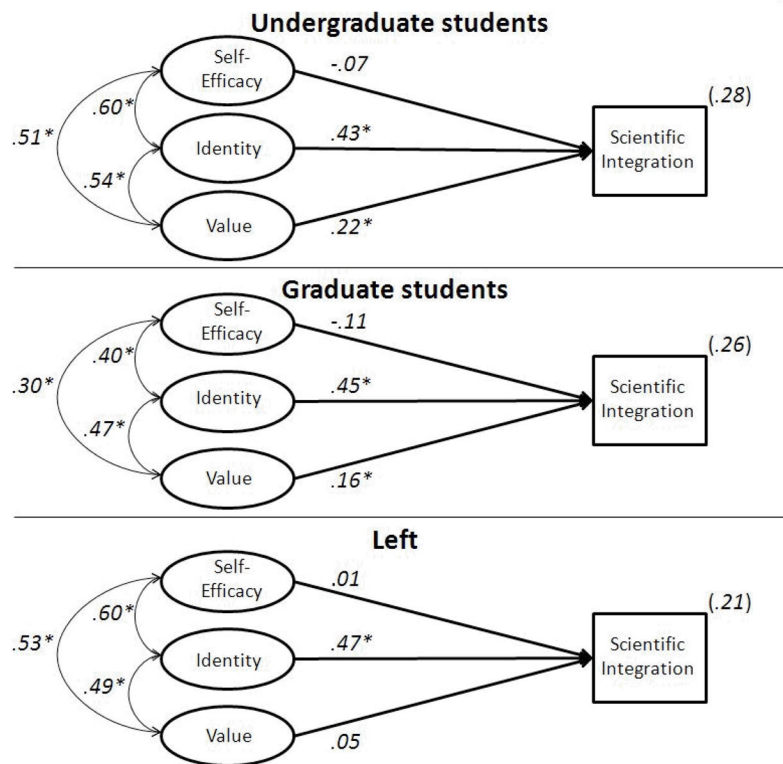 Undergraduate students
Self-
Efficacy
-.07
(.28)
.60*
.51*
Identity
.43*
Scientific
Integration
.54*
Value
.22*
Graduate students
Self-
Efficacy
-.11
(.26)
.40*
.30*
Identity
.45*
Scientific
Integration
.47*
Value
.16*
Left
Self-
Efficacy
.01
(.21)
.60*
.53*
Identity
.47*
Scientific
Integration
.49*
Value
.05